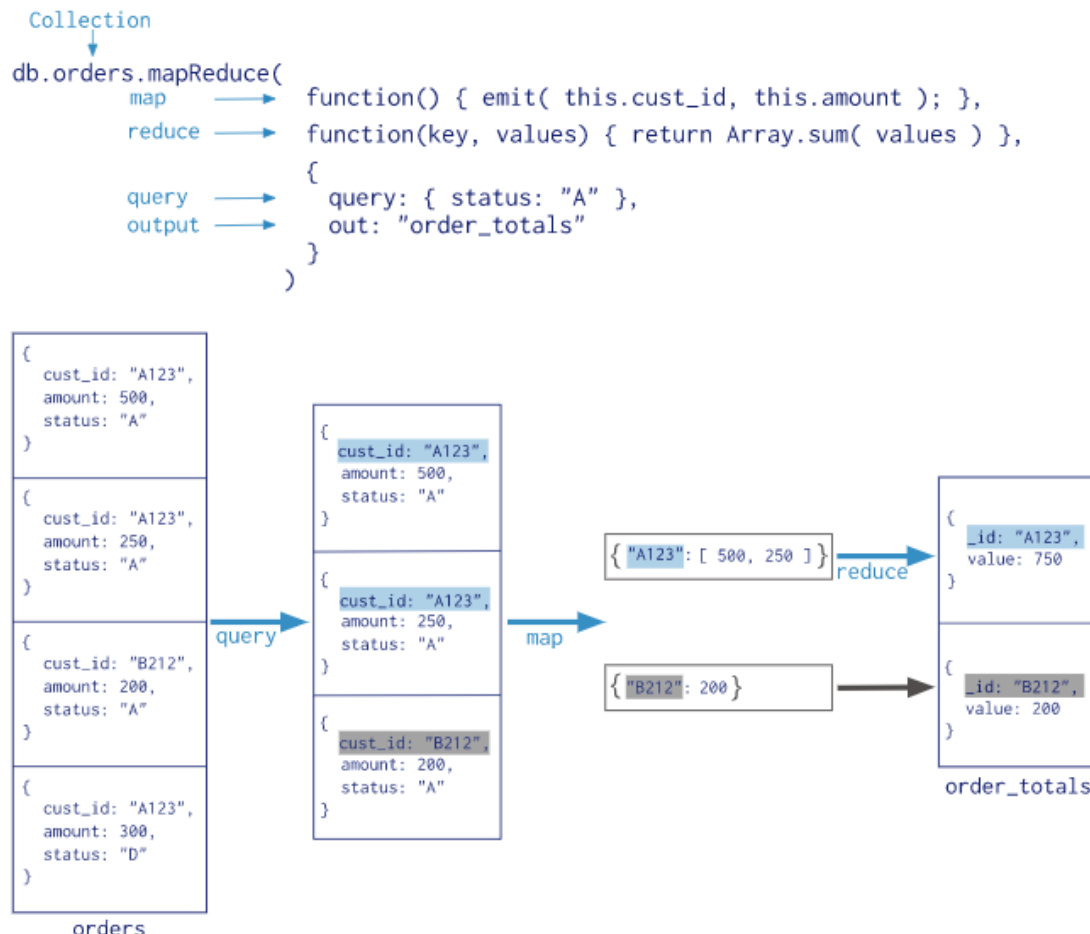 Collection
db.orders.mapReduce(
map function() { emit( this.cust_id, this.amount ); },
reduce function(key, values) { return Array.sum( values ) },
{
query query: { status: "A" },
output out: "order_totals"
}
)
{
cust_id: "A123",
amount: 500,
status: "A"
}
{
cust_id: "A123",
amount: 250,
status: "A"
}
{
cust_id: "B212",
amount: 200,
status: "A"
}
{
cust_id: "A123",
amount: 300,
status: "D"
}
orders
query
{
cust_id: "A123",
amount: 500,
status: "A"
}
{
cust_id: "A123",
amount: 250,
status: "A"
}
{
cust_id: "B212",
amount: 200,
status: "A"
}
map
{ "A123": [ 500, 250 ] }
{ "B212": 200 }
reduce
{
_id: "A123",
value: 750
}
{
_id: "B212",
value: 200
}
order_totals